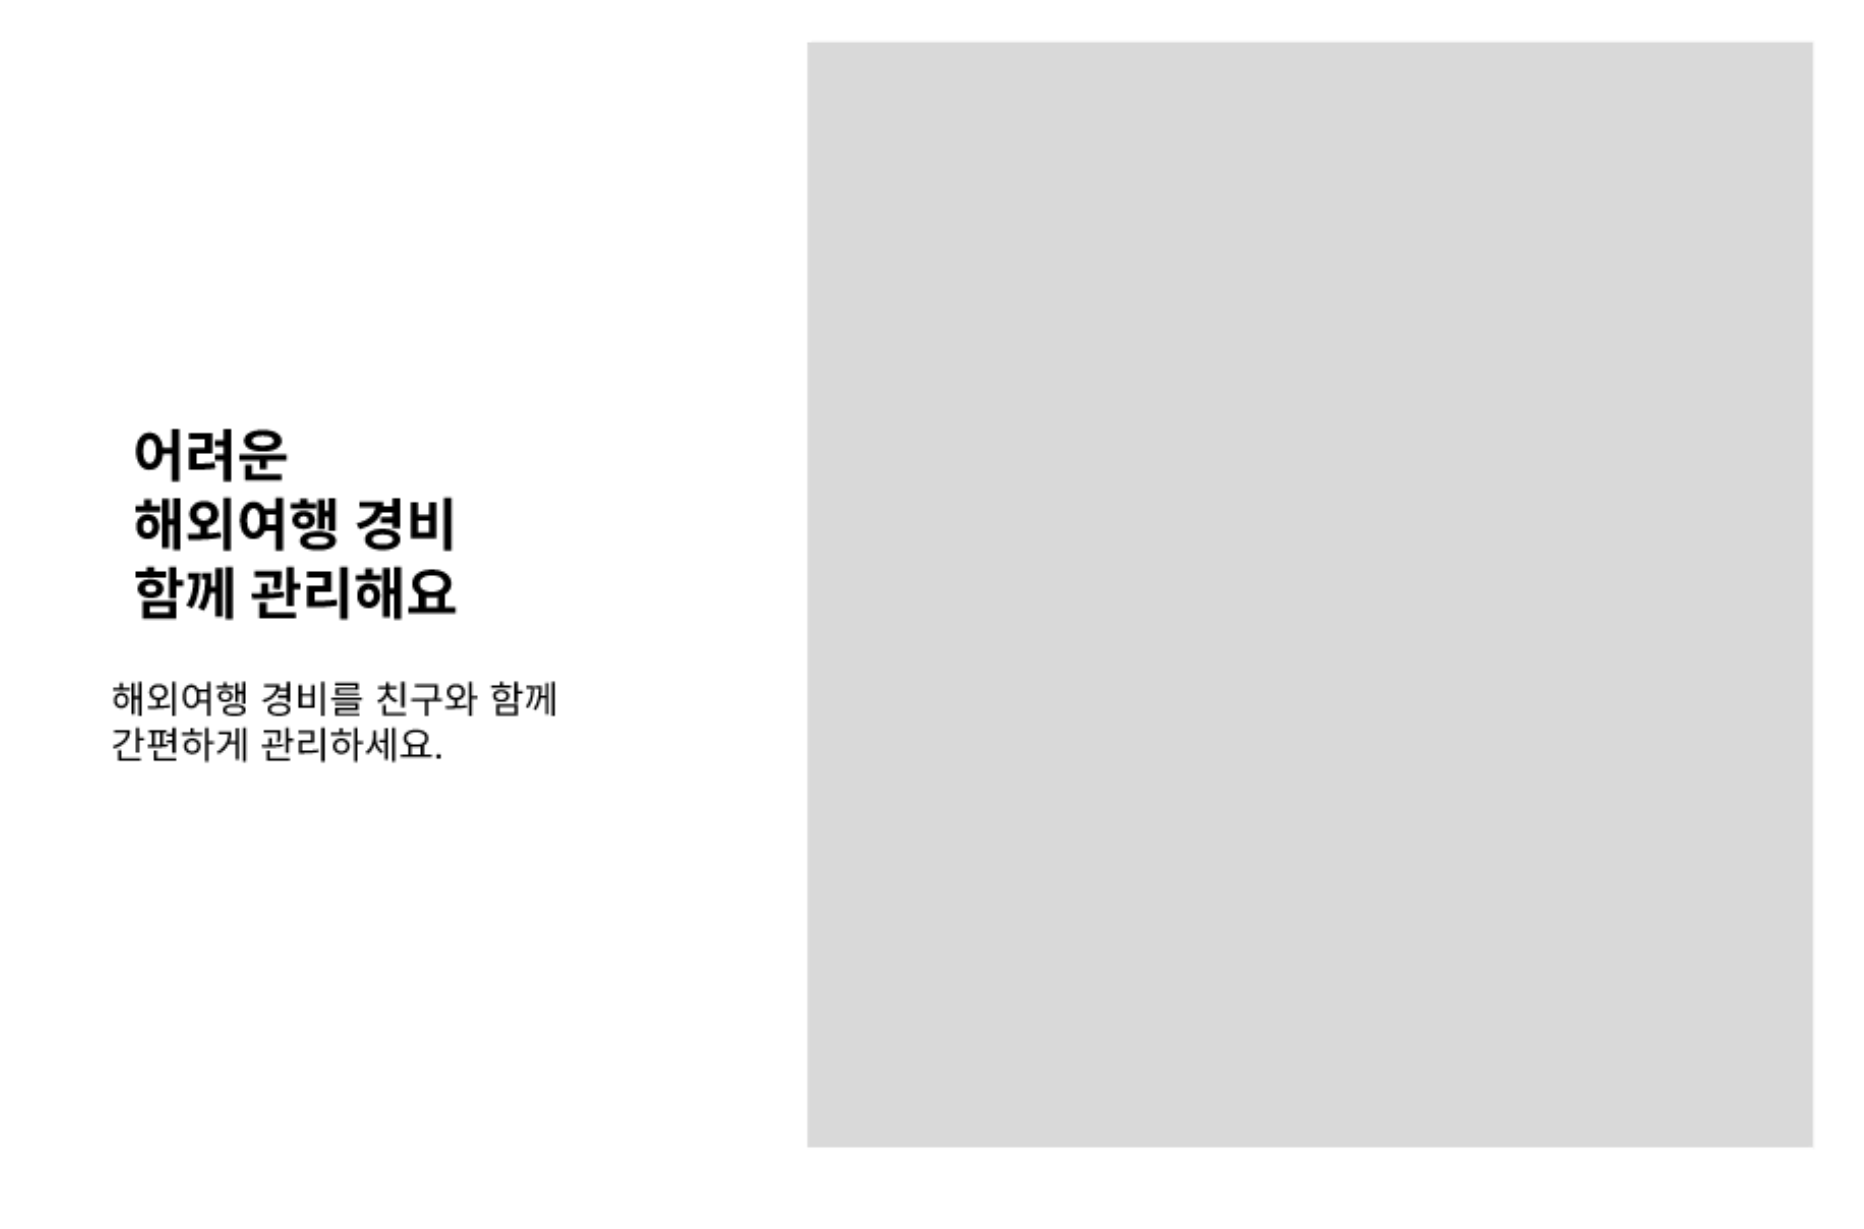 어려운
해외여행 경비
함께 관리해요
해외여행 경비를 친구와 함께
간편하게 관리하세요.